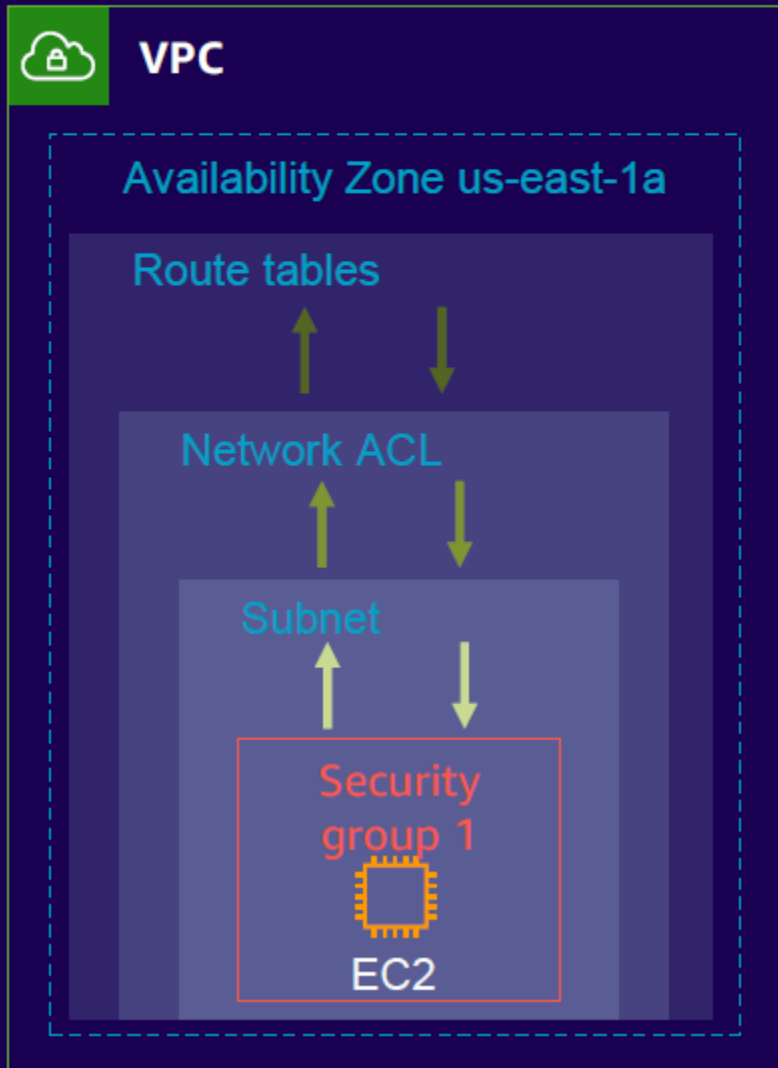 VPC
Availability Zone us-east-1a
Route tables
Network ACL
Subnet
Security
group 1
EC2